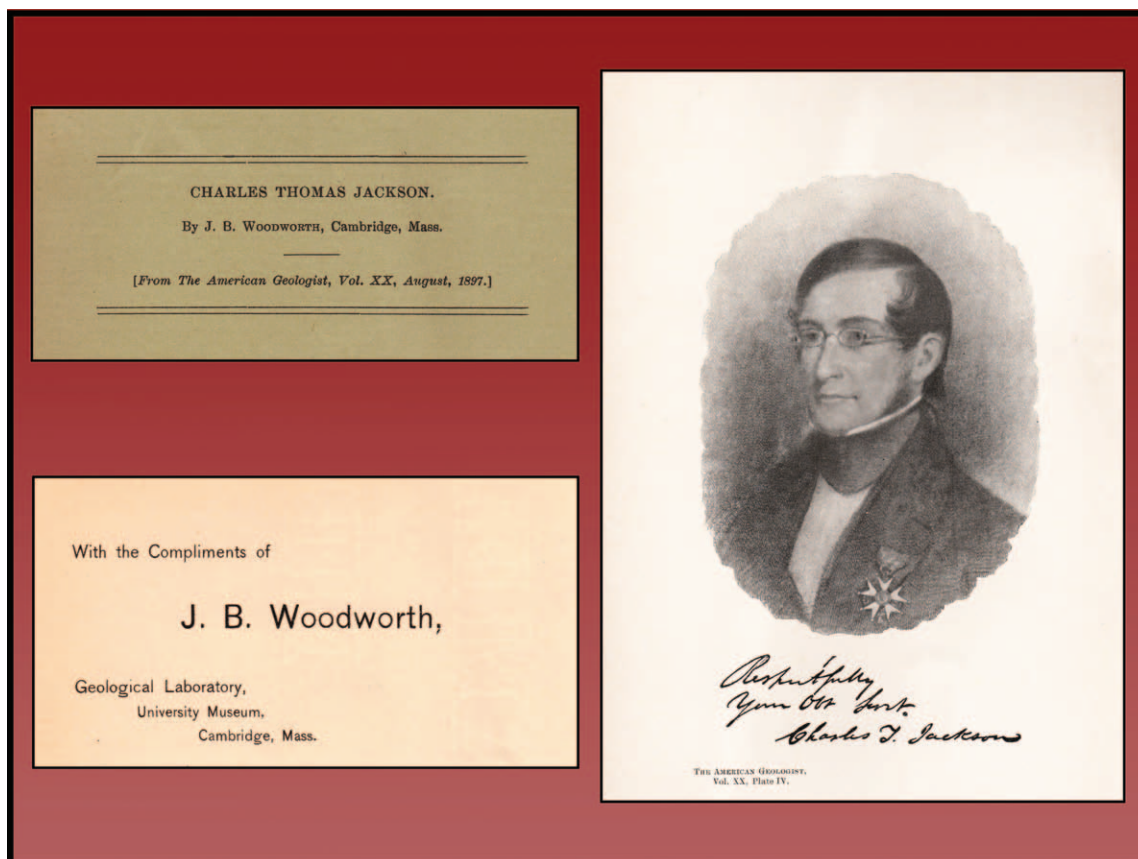 CHARLES THOMAS JACKSON.
By J. B. WOODWORTH, Cambridge, Mass.
[From The American Geologist, Vol. XX, August, 1897.]
With the Compliments of
J. B. Woodworth,
Geological Laboratory,
University Museum,
Cambridge, Mass.
Respectfully
Your Obt Servt.
Charles T. Jackson
THE AMERICAN GEOLOGIST,
Vol. XX, Plate IV.